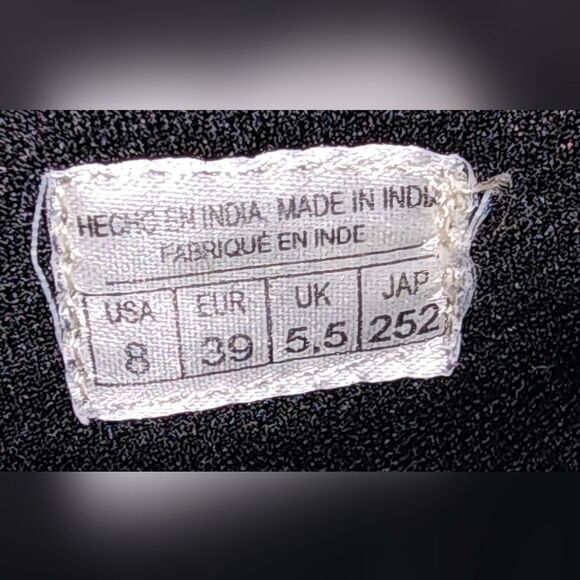 HECHO EN INDIA. MADE IN INDIA
FABRIQUÉ EN INDE
USA EUR UK JAP
8 39 5.5 252